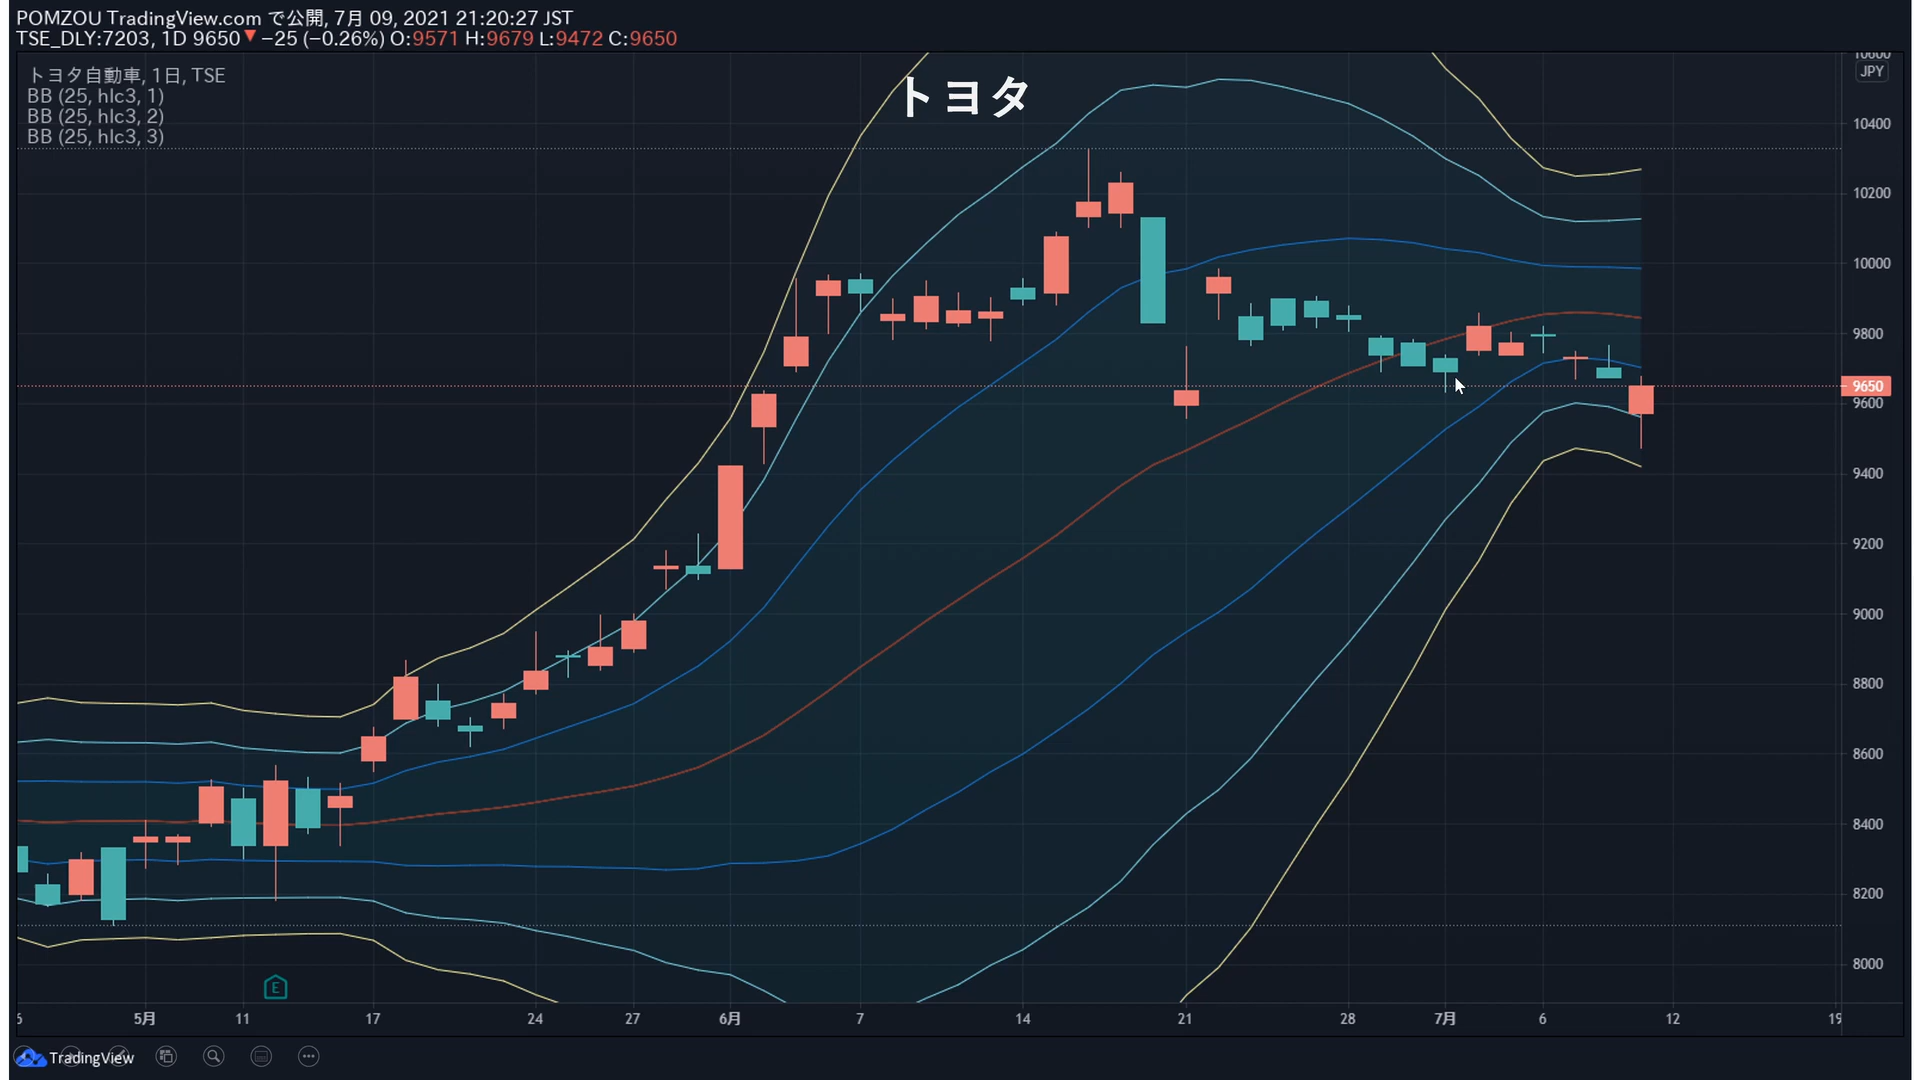 POMZOU TradingView.com で公開, 7月 09, 2021 21:20:27 JST
TSE_DLY:7203, 1D 9650▼ −25 (−0.26%) O:9571 H:9679 L:9472 C:9650
トヨタ自動車, 1日, TSE
BB (25, hlc3, 1)
BB (25, hlc3, 2)
BB (25, hlc3, 3)
トヨタ
10600
JPY
10400
10200
10000
9800
9650
9600
9400
9200
9000
8800
8600
8400
8200
8000
E
6 5月 11 17 24 27 6月 7 14 21 28 7月 6 12 19
TradingView